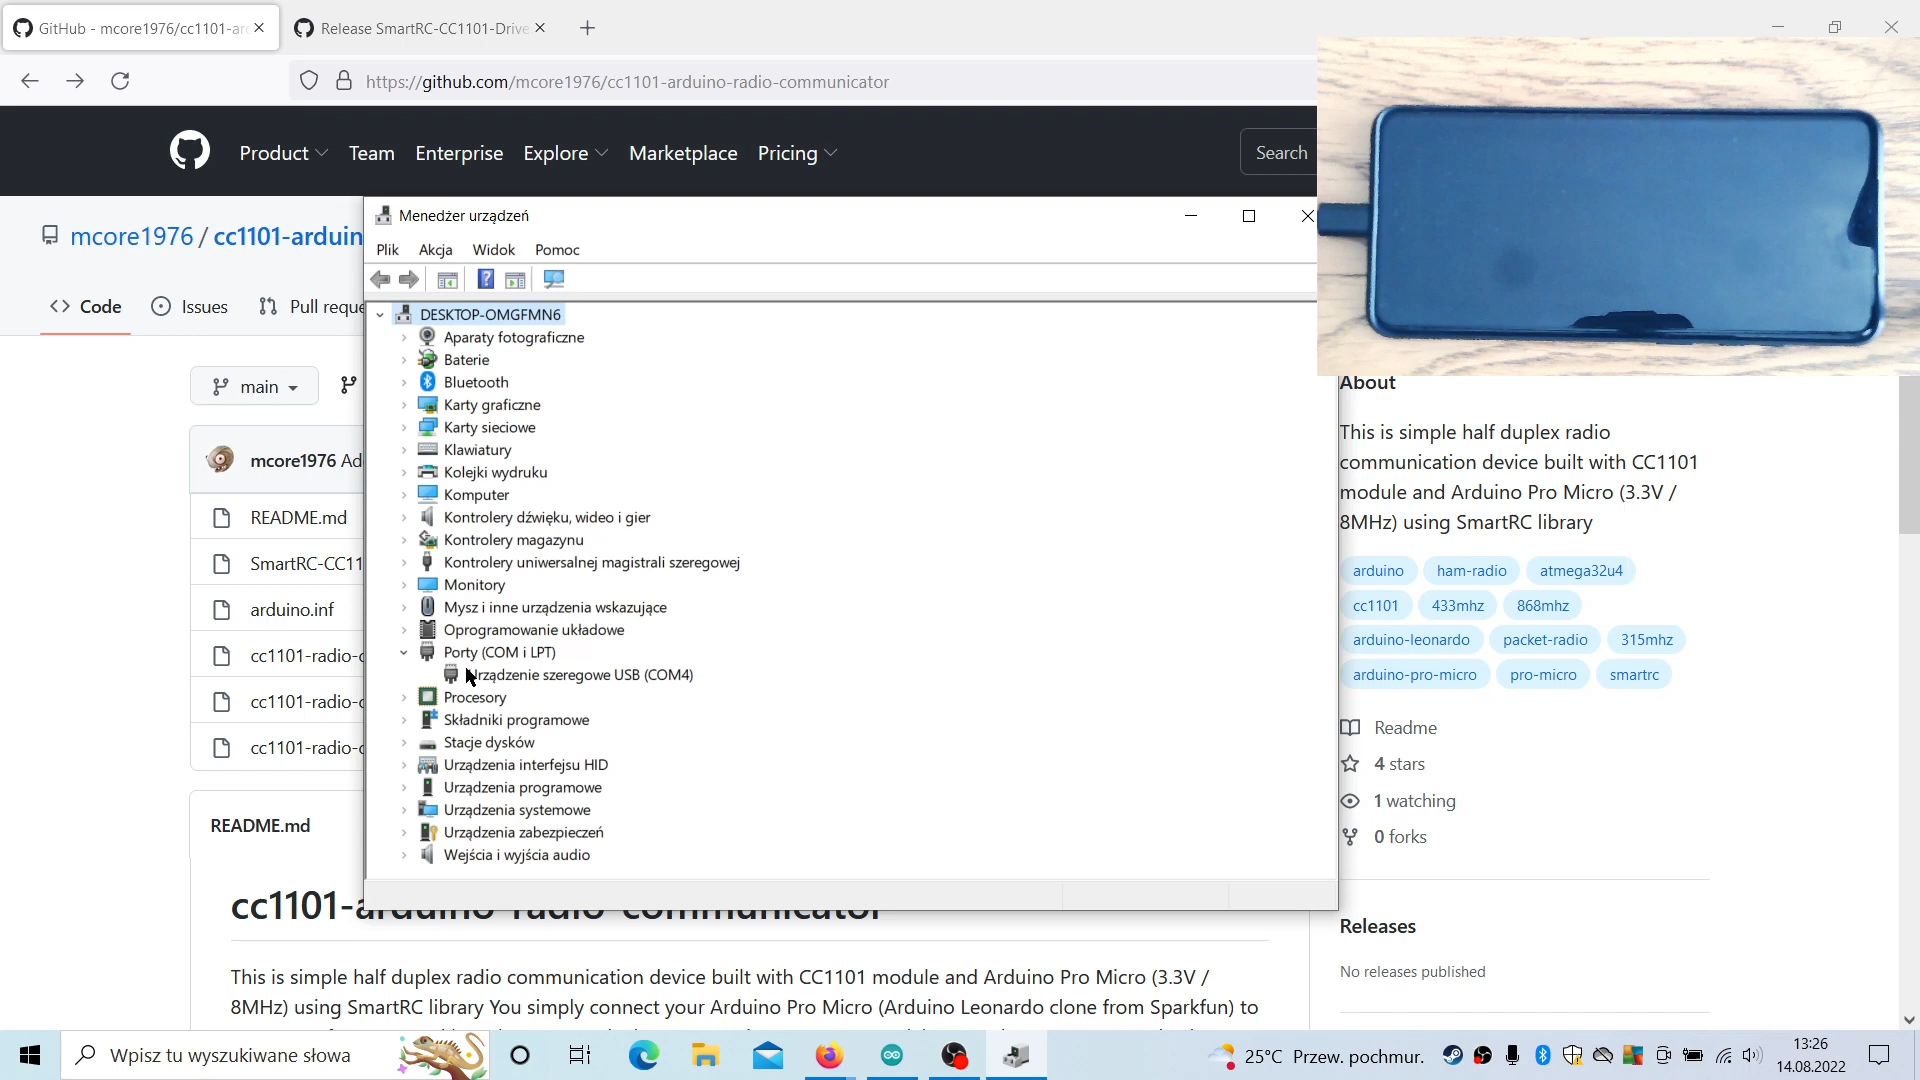 GitHub - mcore1976/cc1101-ar
Release SmartRC-CC1101-Drive
https://github.com/mcore1976/cc1101-arduino-radio-communicator
Product
Team
Enterprise
Explore
Marketplace
Pricing
Search
mcore1976 / cc1101-arduin
Code
Issues
Pull reque
main
mcore1976 Ad
README.md
SmartRC-CC11
arduino.inf
cc1101-radio-c
cc1101-radio-c
cc1101-radio-c
README.md
Menedżer urządzeń
Plik Akcja Widok Pomoc
DESKTOP-OMGFMN6
Aparaty fotograficzne
Baterie
Bluetooth
Karty graficzne
Karty sieciowe
Klawiatury
Kolejki wydruku
Komputer
Kontrolery dźwięku, wideo i gier
Kontrolery magazynu
Kontrolery uniwersalnej magistrali szeregowej
Monitory
Mysz i inne urządzenia wskazujące
Oprogramowanie układowe
Porty (COM i LPT)
Urządzenie szeregowe USB (COM4)
Procesory
Składniki programowe
Stacje dysków
Urządzenia interfejsu HID
Urządzenia programowe
Urządzenia systemowe
Urządzenia zabezpieczeń
Wejścia i wyjścia audio
About
This is simple half duplex radio
communication device built with CC1101
module and Arduino Pro Micro (3.3V /
8MHz) using SmartRC library
arduino ham-radio atmega32u4
cc1101 433mhz 868mhz
arduino-leonardo packet-radio 315mhz
arduino-pro-micro pro-micro smartrc
Readme
4 stars
1 watching
0 forks
Releases
No releases published
cc1101-arduino-radio-communicator
This is simple half duplex radio communication device built with CC1101 module and Arduino Pro Micro (3.3V /
8MHz) using SmartRC library You simply connect your Arduino Pro Micro (Arduino Leonardo clone from Sparkfun) to
Wpisz tu wyszukiwane słowa
25°C Przew. pochmur.
13:26
14.08.2022